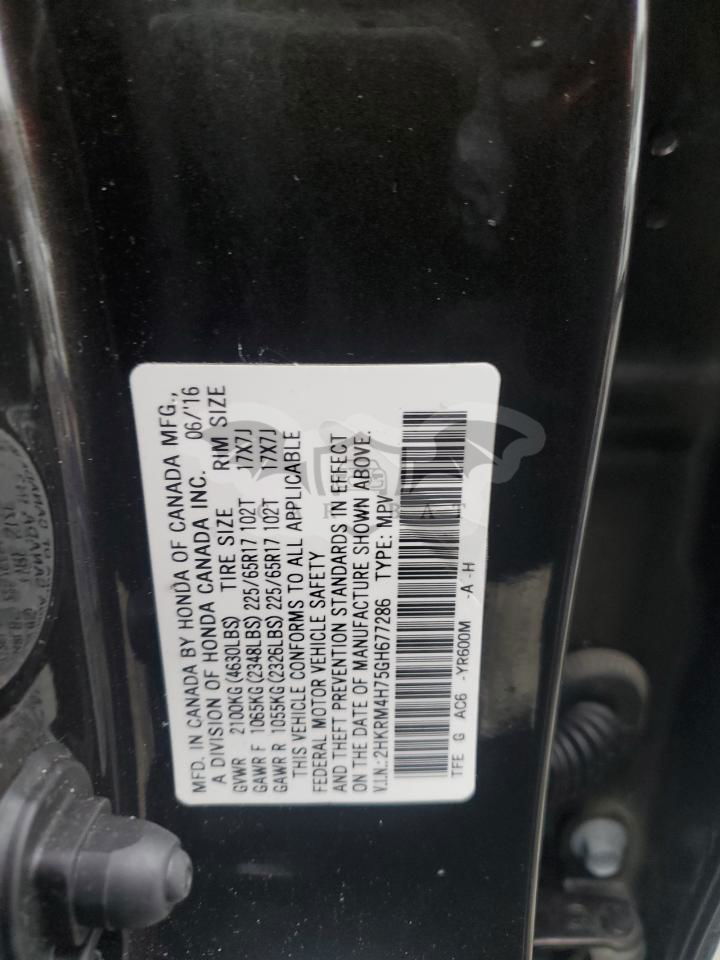 MFD. IN CANADA BY HONDA OF CANADA MFG.,
A DIVISION OF HONDA CANADA INC. 06/'16
GVWR 2100KG(4630LBS) TIRE SIZE RIM SIZE
GAWR F 1065KG(2348LBS) 225/65R17 102T 17X7J
GAWR R 1055KG(2326LBS) 225/65R17 102T 17X7J
THIS VEHICLE CONFORMS TO ALL APPLICABLE
FEDERAL MOTOR VEHICLE SAFETY
AND THEFT PREVENTION STANDARDS IN EFFECT
ON THE DATE OF MANUFACTURE SHOWN ABOVE.
V.I.N.: 2HKRM4H75GH677286 TYPE: MPV
TFE G AC6 -YR600M -A -H